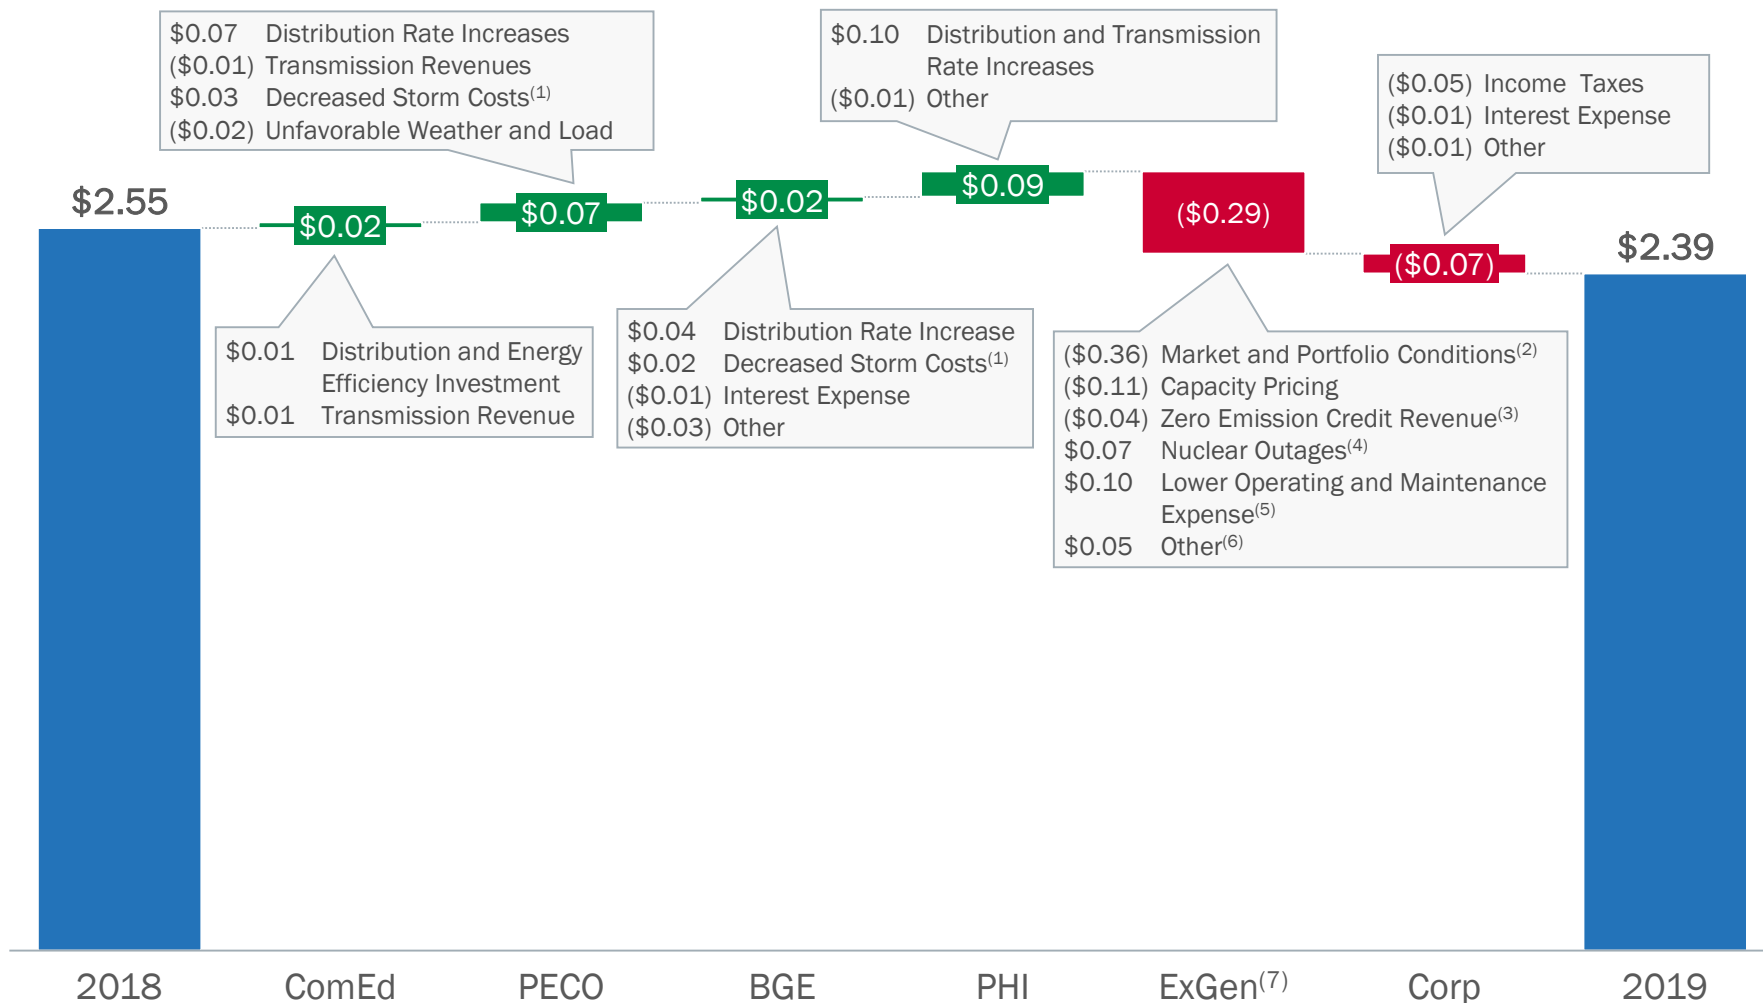 $0.07 Distribution Rate Increases
($0.01) Transmission Revenues
$0.03 Decreased Storm Costs(1)
($0.02) Unfavorable Weather and Load
$0.10 Distribution and Transmission
Rate Increases
($0.01) Other
($0.05) Income Taxes
($0.01) Interest Expense
($0.01) Other
$2.55
$0.02
$0.07
$0.02
$0.09
($0.29)
($0.07)
$2.39
$0.01 Distribution and Energy
Efficiency Investment
$0.01 Transmission Revenue
$0.04 Distribution Rate Increase
$0.02 Decreased Storm Costs(1)
($0.01) Interest Expense
($0.03) Other
($0.36) Market and Portfolio Conditions(2)
($0.11) Capacity Pricing
($0.04) Zero Emission Credit Revenue(3)
$0.07 Nuclear Outages(4)
$0.10 Lower Operating and Maintenance
Expense(5)
$0.05 Other(6)
2018 ComEd PECO BGE PHI ExGen(7) Corp 2019